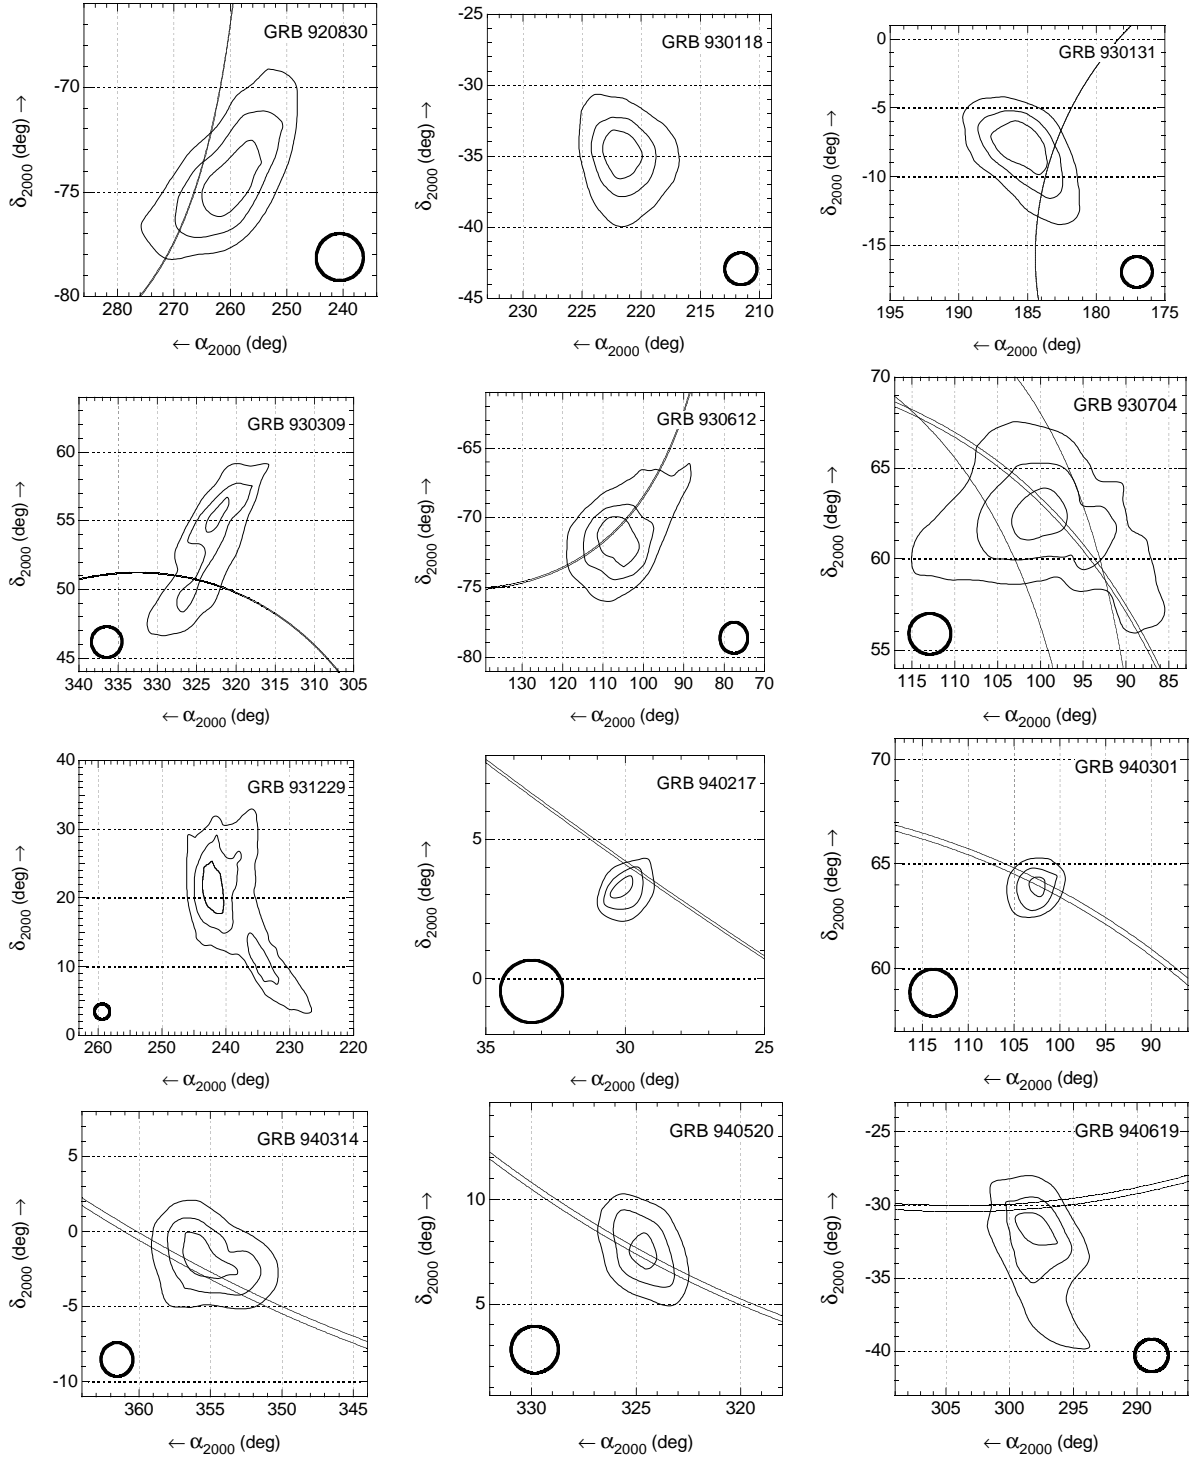 GRB 920830
-70
-75
-80
280 270 260 250 240
δ2000 (deg) →
← α2000 (deg)
GRB 930118
-25
-30
-35
-40
-45
230 225 220 215 210
δ2000 (deg) →
← α2000 (deg)
GRB 930131
0
-5
-10
-15
195 190 185 180 175
δ2000 (deg) →
← α2000 (deg)
GRB 930309
60
55
50
45
340 335 330 325 320 315 310 305
δ2000 (deg) →
← α2000 (deg)
GRB 930612
-65
-70
-75
-80
130 120 110 100 90 80 70
δ2000 (deg) →
← α2000 (deg)
GRB 930704
70
65
60
55
115 110 105 100 95 90 85
δ2000 (deg) →
← α2000 (deg)
GRB 931229
40
30
20
10
0
260 250 240 230 220
δ2000 (deg) →
← α2000 (deg)
GRB 940217
5
0
35 30 25
δ2000 (deg) →
← α2000 (deg)
GRB 940301
70
65
60
115 110 105 100 95 90
δ2000 (deg) →
← α2000 (deg)
GRB 940314
5
0
-5
-10
360 355 350 345
δ2000 (deg) →
← α2000 (deg)
GRB 940520
10
5
330 325 320
δ2000 (deg) →
← α2000 (deg)
GRB 940619
-25
-30
-35
-40
305 300 295 290
δ2000 (deg) →
← α2000 (deg)